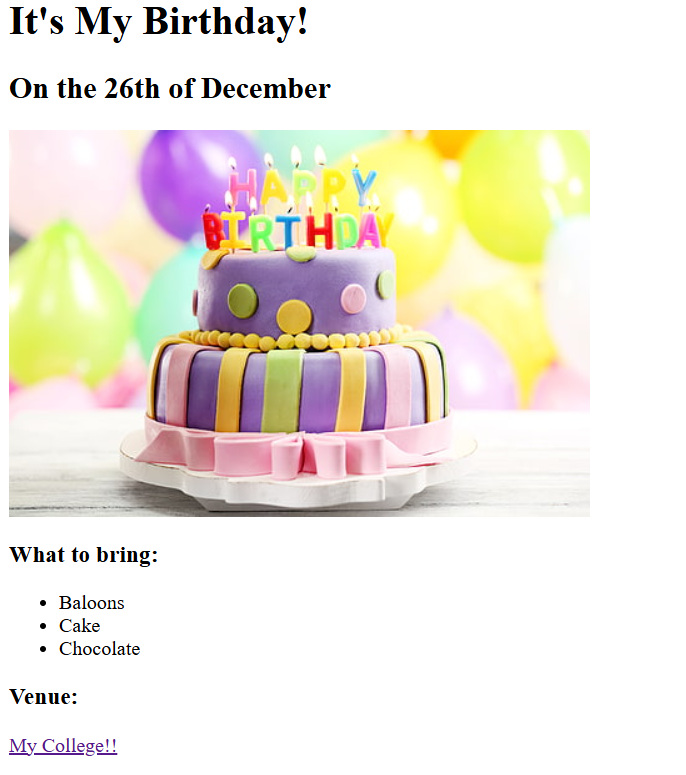 It's My Birthday!
On the 26th of December
HAPPY
BIRTHDAY
What to bring:
Baloons
Cake
Chocolate
Venue:
My College!!